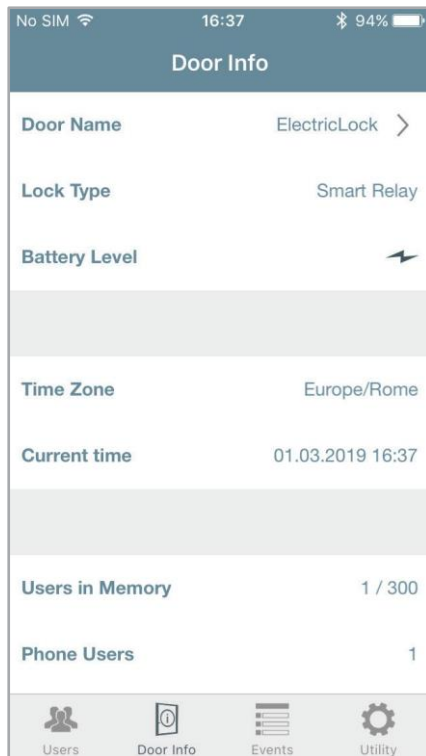 No SIM 16:37 94%
Door Info
Door Name ElectricLock
Lock Type Smart Relay
Battery Level
Time Zone Europe/Rome
Current time 01.03.2019 16:37
Users in Memory 1 / 300
Phone Users 1
Users Door Info Events Utility